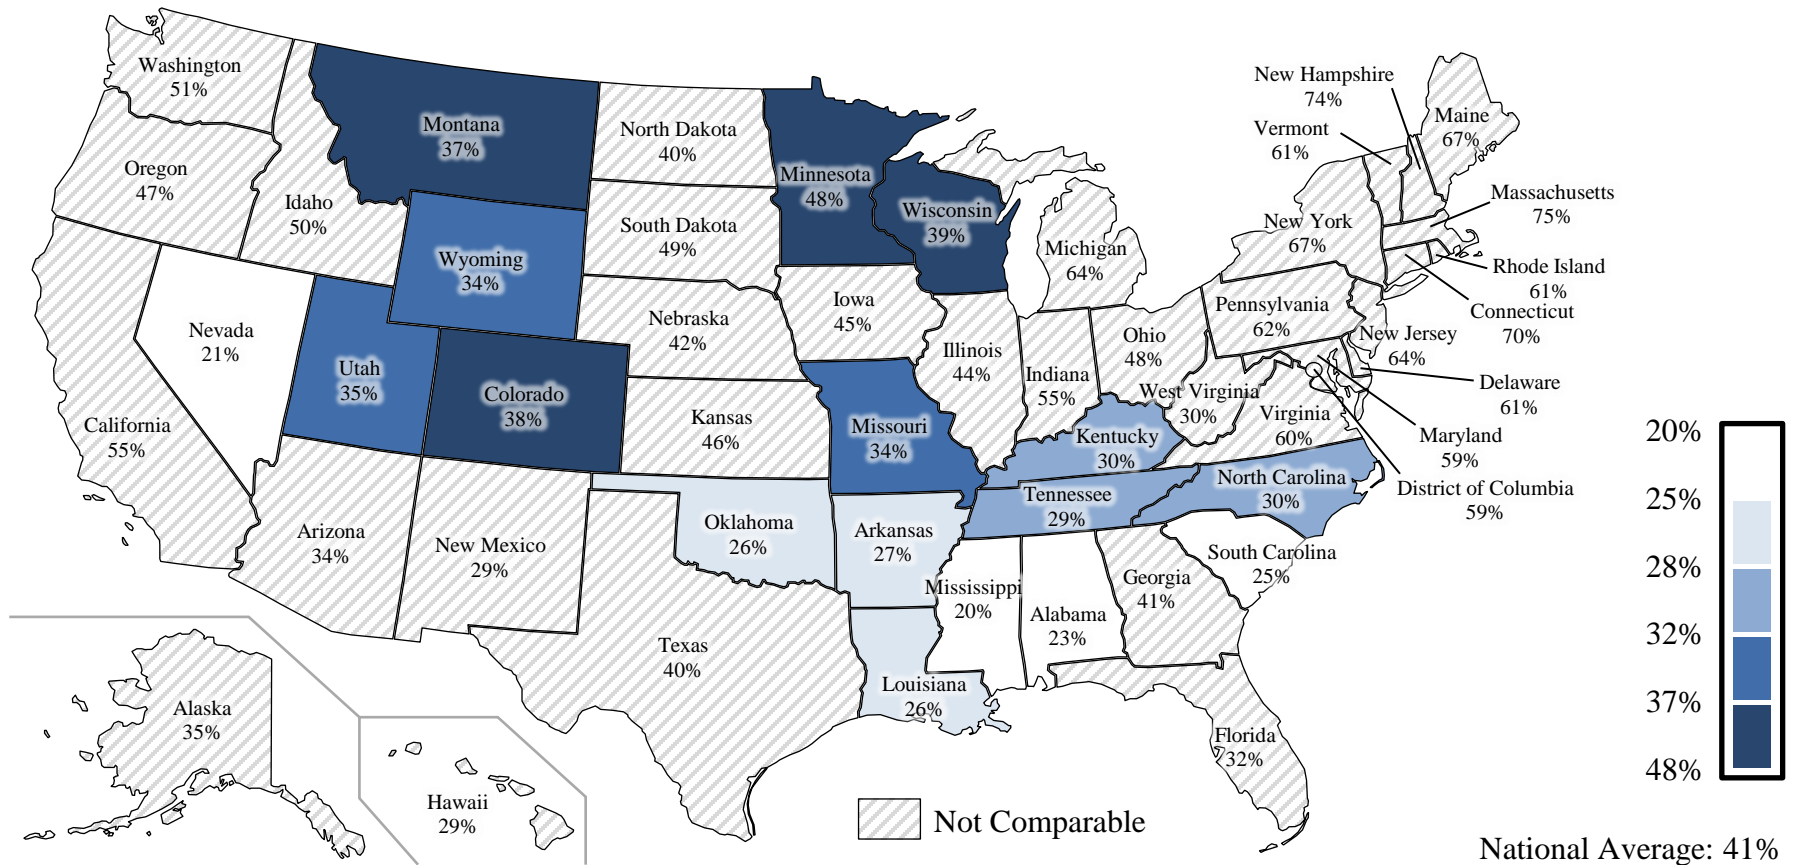 Washington
51%
Oregon
47%
California
55%
Nevada
21%
Idaho
50%
Montana
37%
Wyoming
34%
Utah
35%
Colorado
38%
Arizona
34%
New Mexico
29%
North Dakota
40%
South Dakota
49%
Nebraska
42%
Kansas
46%
Oklahoma
26%
Texas
40%
Minnesota
48%
Iowa
45%
Missouri
34%
Arkansas
27%
Louisiana
26%
Wisconsin
39%
Illinois
44%
Michigan
64%
Indiana
55%
Ohio
48%
Kentucky
30%
Tennessee
29%
Mississippi
20%
Alabama
23%
Georgia
41%
Florida
32%
South Carolina
25%
North Carolina
30%
West Virginia
30%
Virginia
60%
Pennsylvania
62%
New York
67%
New Hampshire
74%
Vermont
61%
Maine
67%
Massachusetts
75%
Rhode Island
61%
Connecticut
70%
New Jersey
64%
Delaware
61%
Maryland
59%
District of Columbia
59%
Alaska
35%
Hawaii
29%
Not Comparable
20%
25%
28%
32%
37%
48%
National Average: 41%